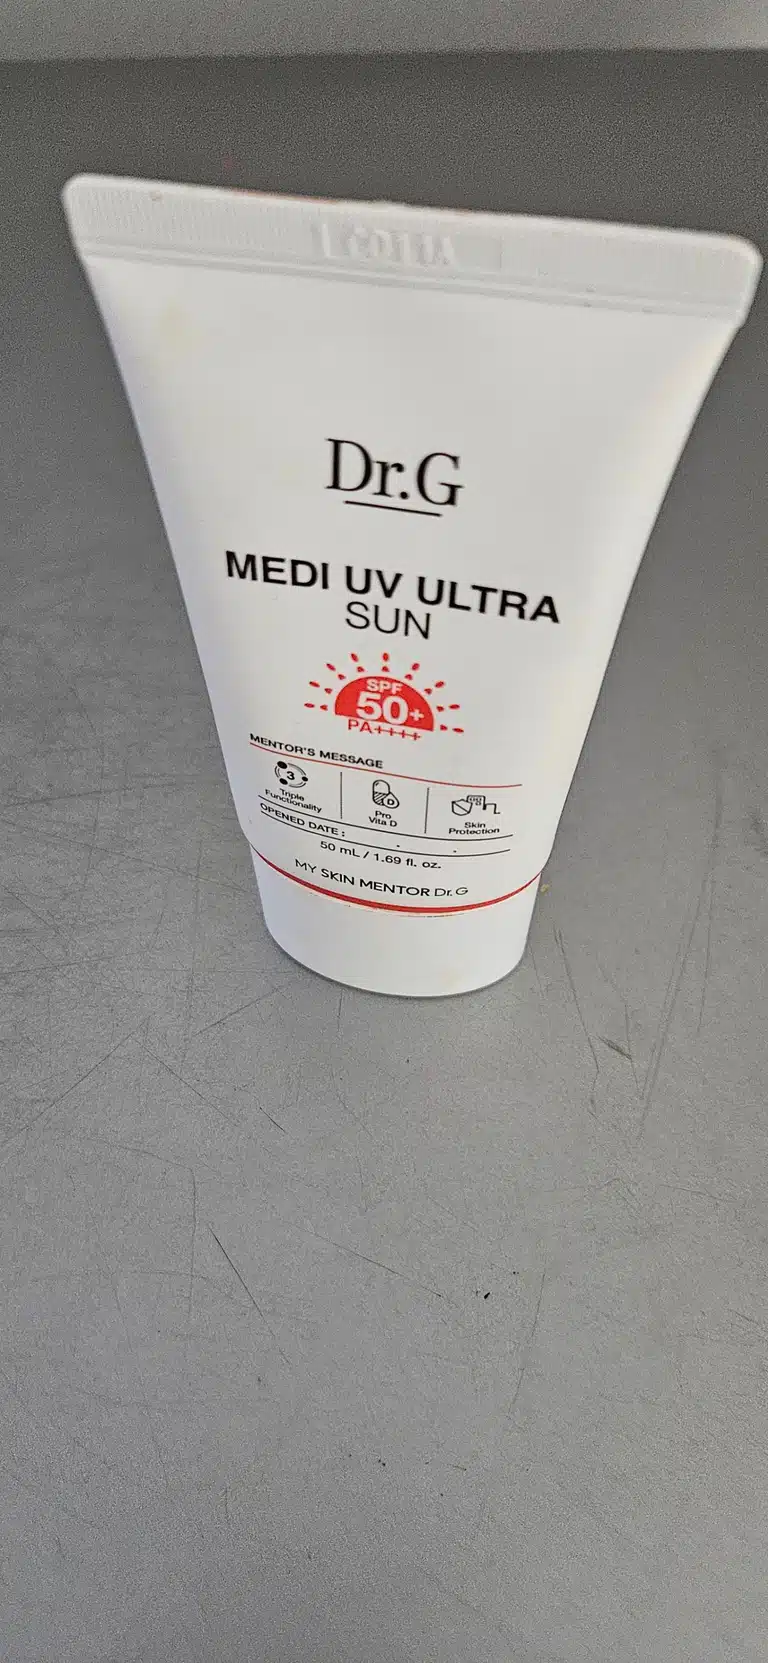 Dr.G
MEDI UV ULTRA
SUN
SPF
50+
PA++++
MENTOR'S MESSAGE
3
Triple
Functionality
D
Pro
Vita D
Skin
Protection
OPENED DATE : . .
50 mL / 1.69 fl. oz.
MY SKIN MENTOR Dr.G